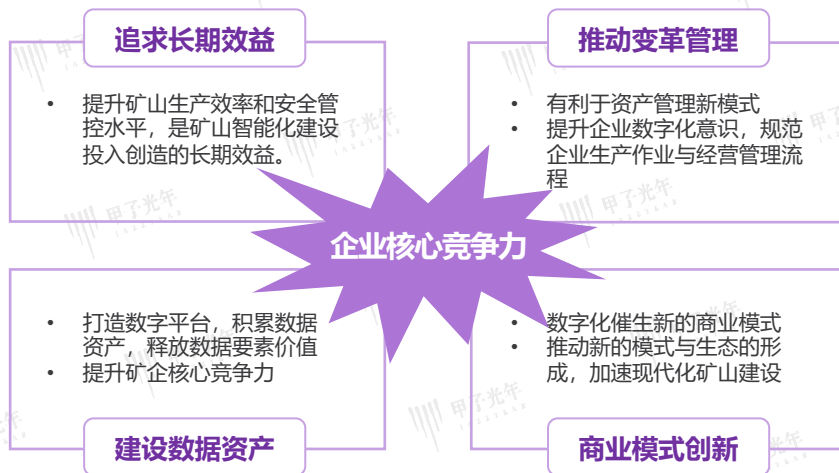 追求长期效益
• 提升矿山生产效率和安全管
控水平，是矿山智能化建设
投入创造的长期效益。
推动变革管理
• 有利于资产管理新模式
• 提升企业数字化意识，规范
企业生产作业与经营管理流
程
企业核心竞争力
• 打造数字平台，积累数据
资产，释放数据要素价值
• 提升矿企核心竞争力
建设数据资产
• 数字化催生新的商业模式
• 推动新的模式与生态的形
成，加速现代化矿山建设
商业模式创新
甲子光年
JAZZYEAR